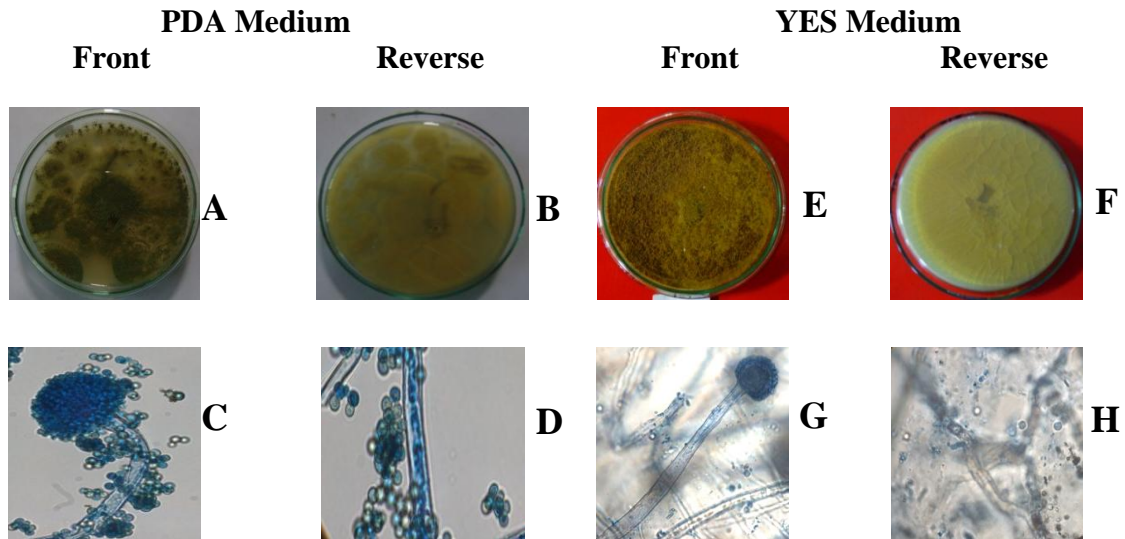 PDA Medium YES Medium
Front Reverse Front Reverse
A B E F
C D G H